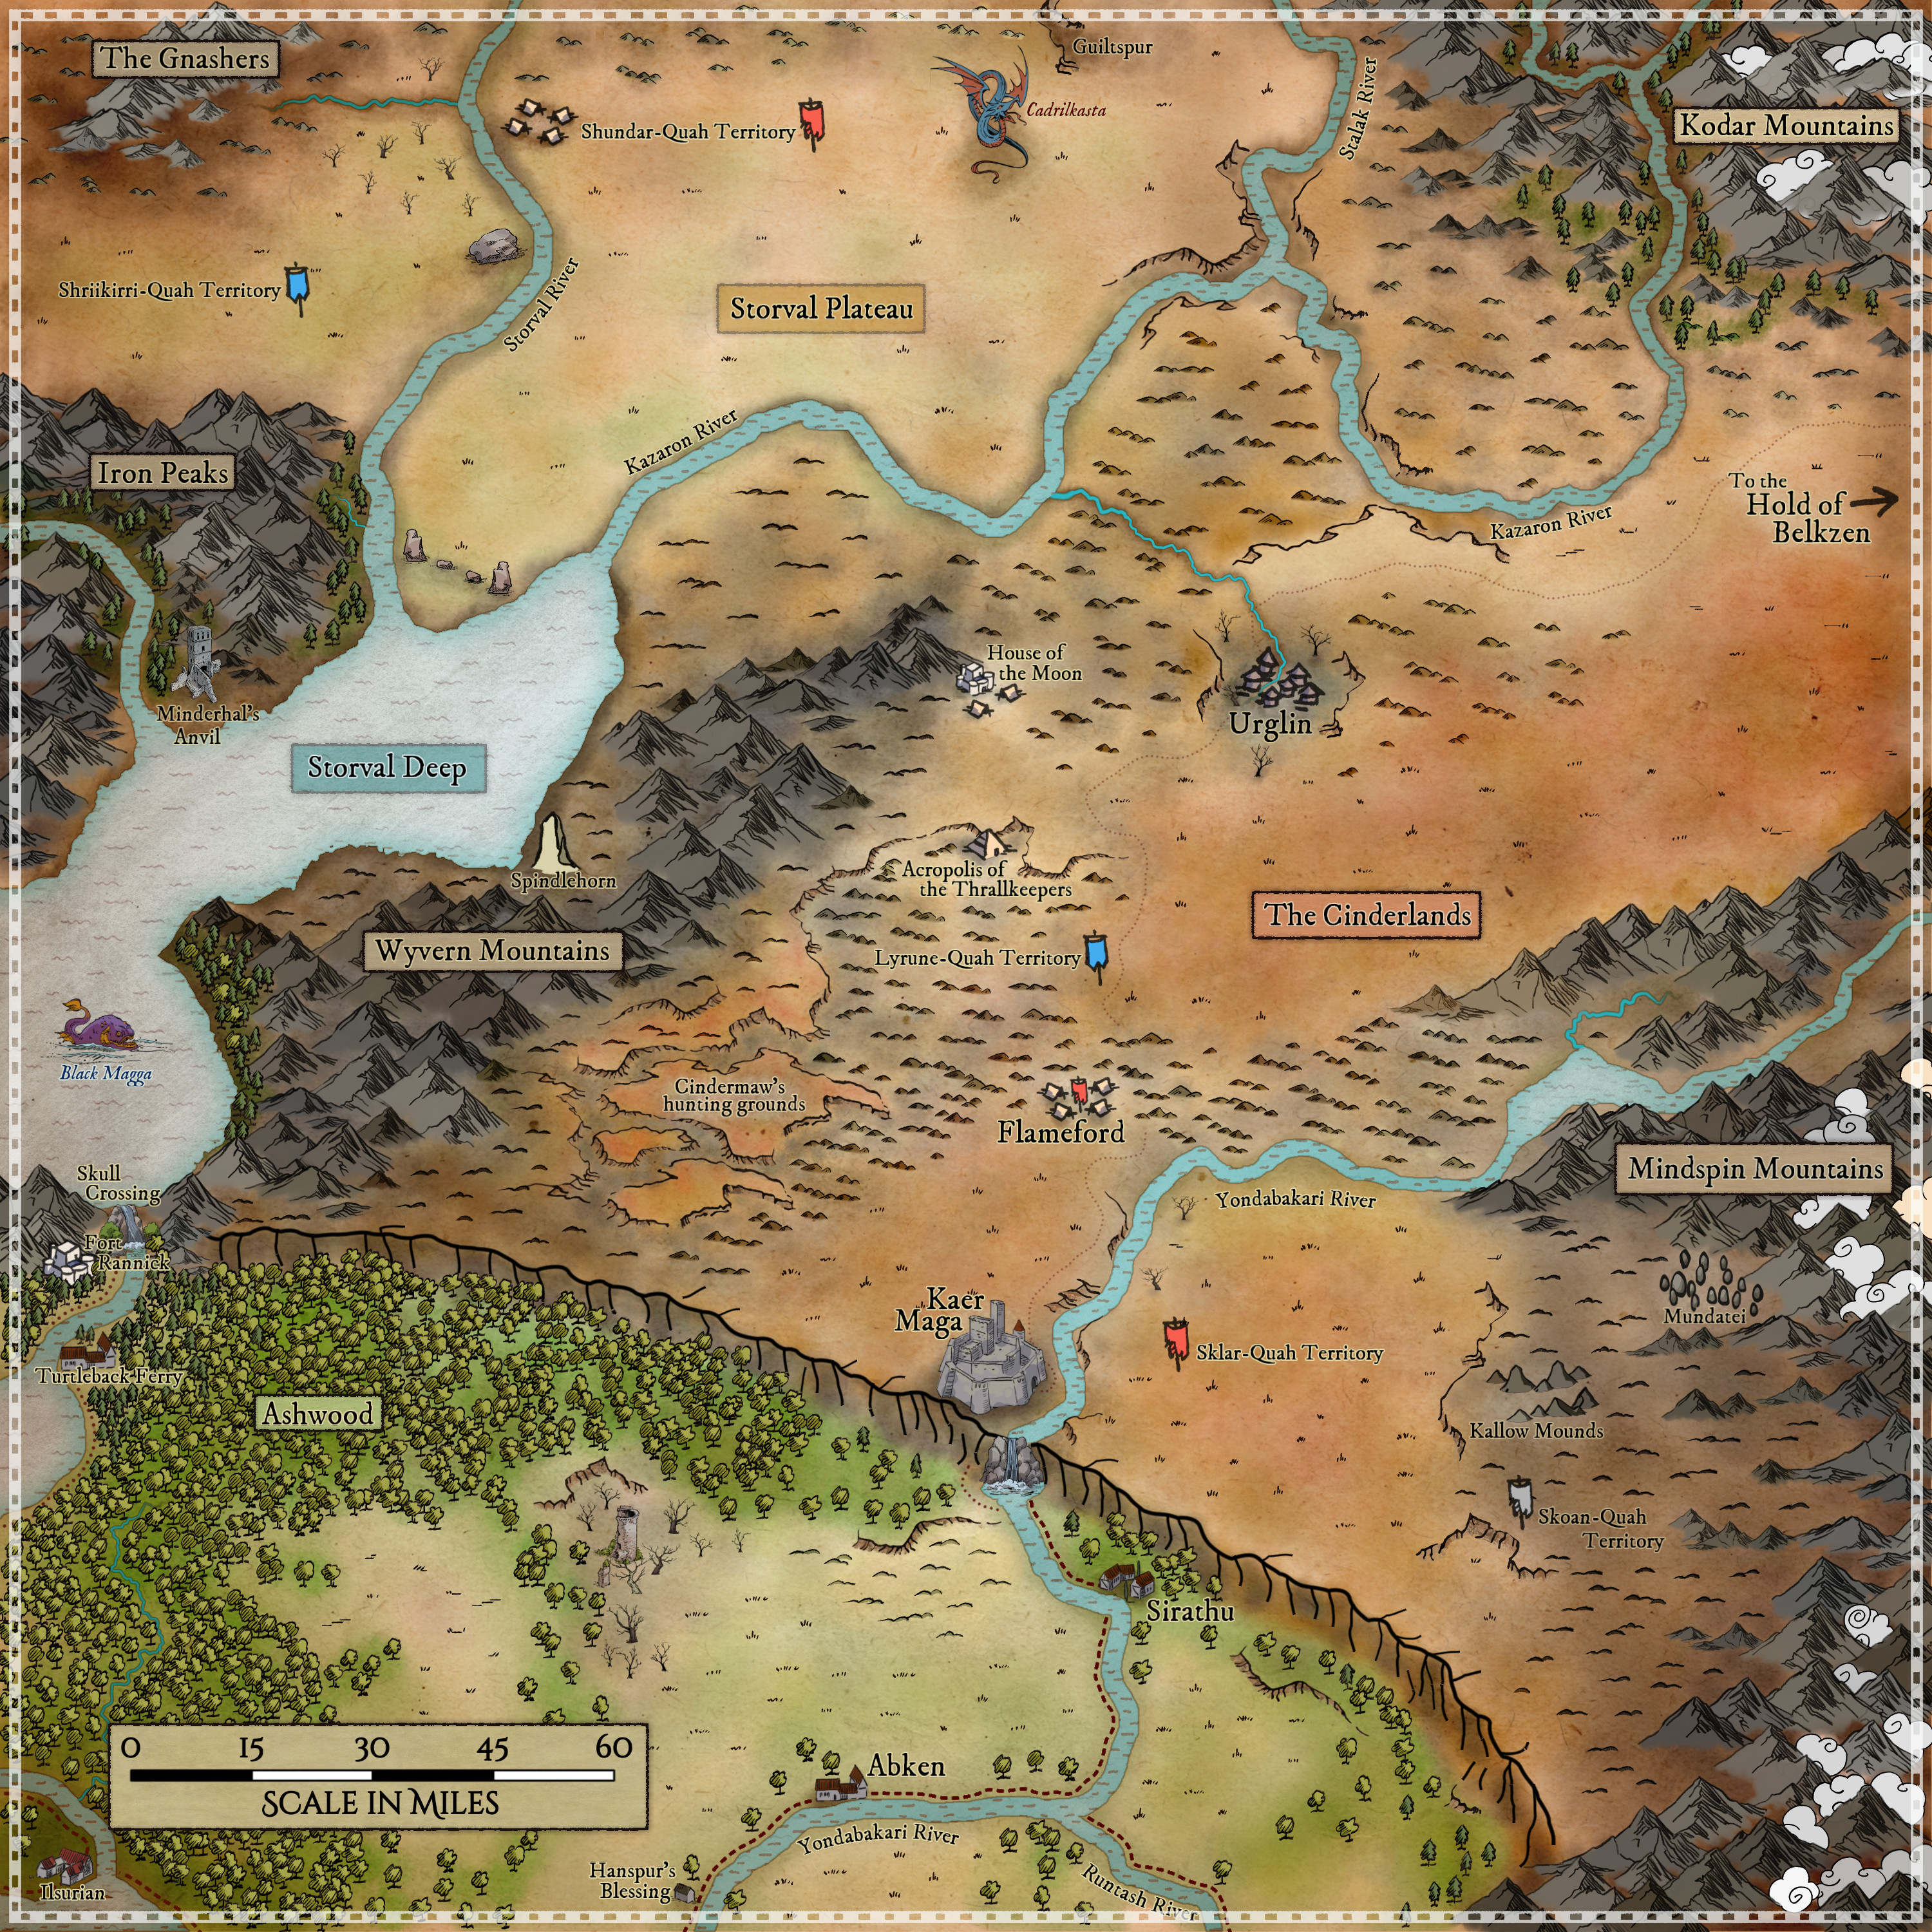 The Gnashers
Guiltspur
Stalak River
Cadrilkasta
Kodar Mountains
Shundar-Quah Territory
Shriikirri-Quah Territory
Storval River
Storval Plateau
Kazaron River
Iron Peaks
To the
Hold of
Belkzen
Kazaron River
House of
the Moon
Minderhal's
Anvil
Urglin
Storval Deep
Spindlehorn
Acropolis of
the Thrallkeepers
The Cinderlands
Wyvern Mountains
Lyrune-Quah Territory
Black Magga
Cindermaw's
hunting grounds
Flameford
Skull
Crossing
Mindspin Mountains
Yondabakari River
Fort
Rannick
Kaer
Maga
Mundatei
Sklar-Quah Territory
Turtleback Ferry
Ashwood
Kallow Mounds
Skoan-Quah
Territory
Sirathu
0 15 30 45 60
SCALE IN MILES
Abken
Yondabakari River
Hanspur's
Blessing
Runtash River
Ilsurian